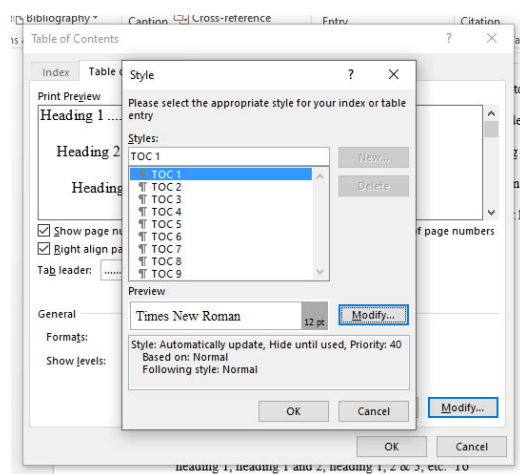 Bibliography
Caption
Cross-reference
Entry
Citation
Table of Contents
?
Index
Table
Style
?
Print Preview
Please select the appropriate style for your index or table
entry
Heading 1 ....
Styles:
TOC 1
New...
Heading 2
TOC 1
Delete
TOC 2
Heading
TOC 3
TOC 4
TOC 5
Show page
of page numbers
TOC 6
Right align
TOC 7
TOC 8
Tab leader: ......
TOC 9
Preview
General
Times New Roman
12 pt
Modify...
Formats:
Style: Automatically update, Hide until used, Priority: 40
Based on: Normal
Following style: Normal
Show levels:
OK
Cancel
Modify...
OK
Cancel
heading 1, heading 1 and 2, heading 1, 2 & 3, etc. To